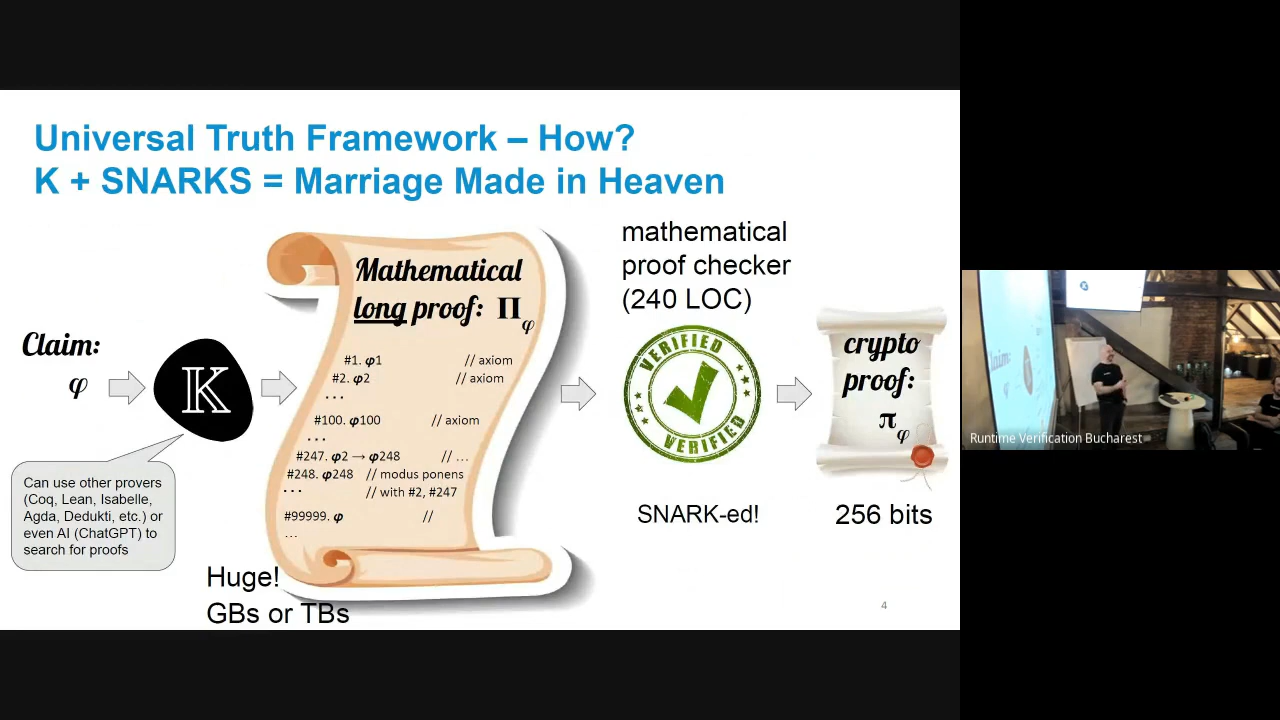 Universal Truth Framework – How?
K + SNARKS = Marriage Made in Heaven
Claim:
φ
𝕂
Can use other provers
(Coq, Lean, Isabelle,
Agda, Dedukti, etc.) or
even AI (ChatGPT) to
search for proofs
Mathematical
long proof: Πφ
#1. φ1 // axiom
#2. φ2 // axiom
...
#100. φ100 // axiom
...
#247. φ2 → φ248 // ...
#248. φ248 // modus ponens
... // with #2, #247
#99999. φ //
...
Huge!
GBs or TBs
mathematical
proof checker
(240 LOC)
VERIFIED
VERIFIED
SNARK-ed!
crypto
proof:
πφ
256 bits
4
Runtime Verification Bucharest